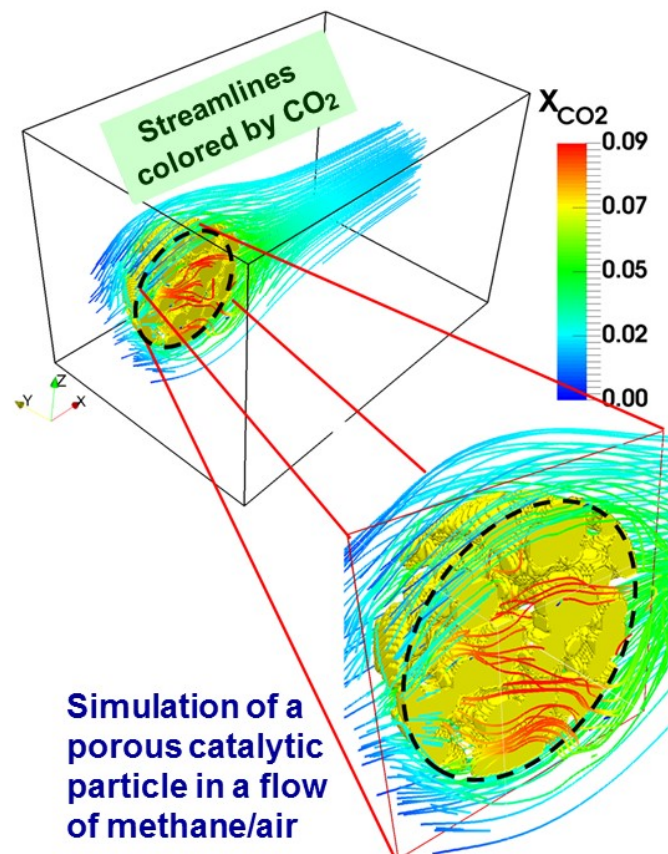 Streamlines
colored by CO₂
X_CO2
0.09
0.07
0.05
0.02
0.00
Z
Y
X
Simulation of a
porous catalytic
particle in a flow
of methane/air